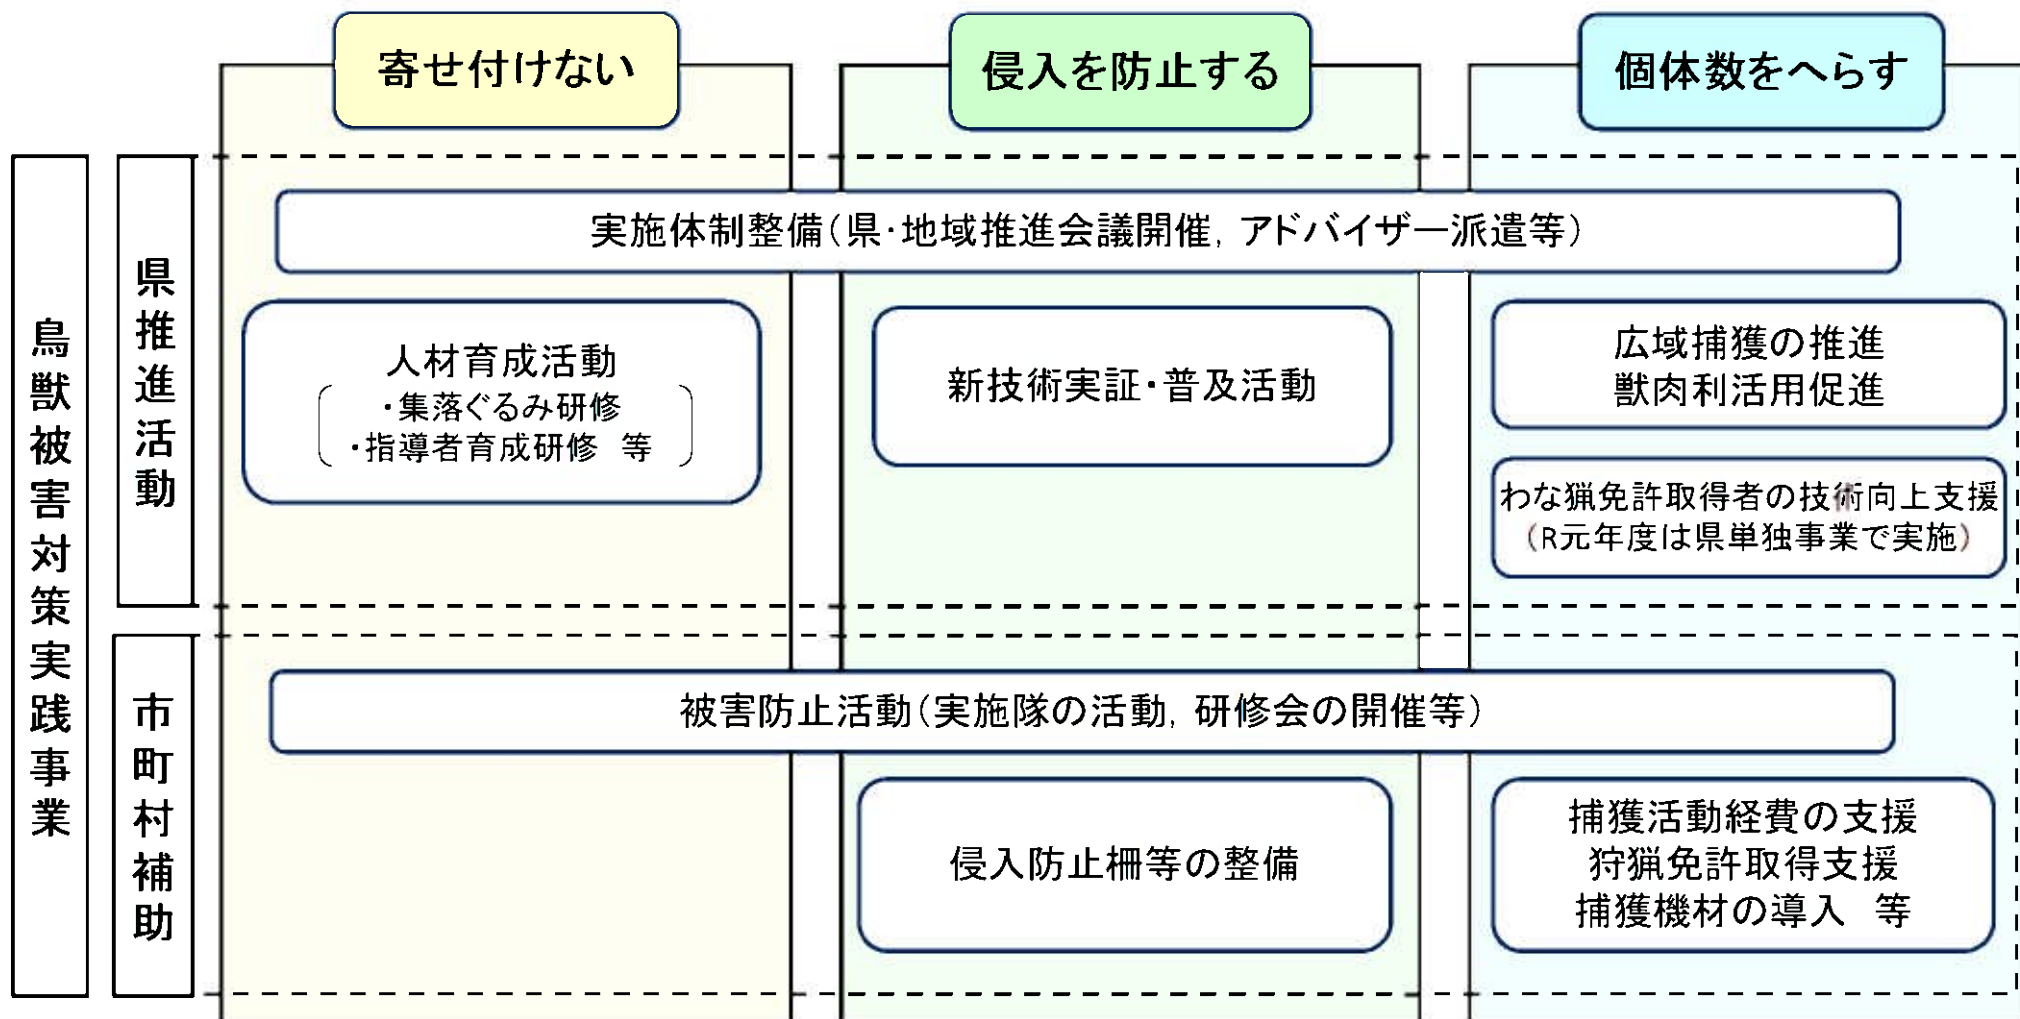 寄せ付けない
侵入を防止する
個体数をへらす
鳥獣被害対策実践事業
県推進活動
実施体制整備(県・地域推進会議開催, アドバイザー派遣等)
人材育成活動
・集落ぐるみ研修
・指導者育成研修 等
新技術実証・普及活動
広域捕獲の推進
獣肉利活用促進
わな猟免許取得者の技術向上支援
(R元年度は県単独事業で実施)
市町村補助
被害防止活動(実施隊の活動, 研修会の開催等)
侵入防止柵等の整備
捕獲活動経費の支援
狩猟免許取得支援
捕獲機材の導入 等